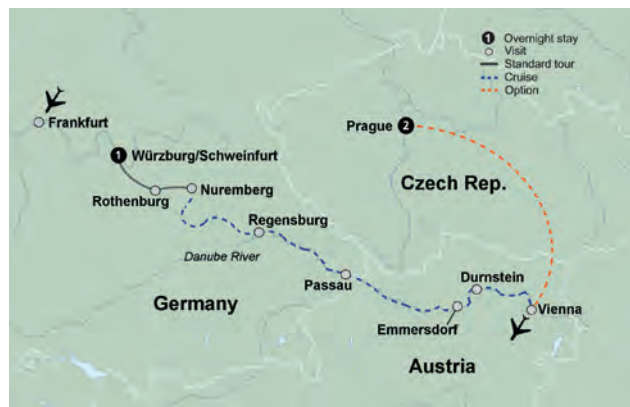 1 Overnight stay
Visit
Standard tour
Cruise
Option
Frankfurt
Prague 2
1 Würzburg/Schweinfurt
Czech Rep.
Rothenburg
Nuremberg
Regensburg
Danube River
Passau
Durnstein
Germany
Vienna
Emmersdorf
Austria